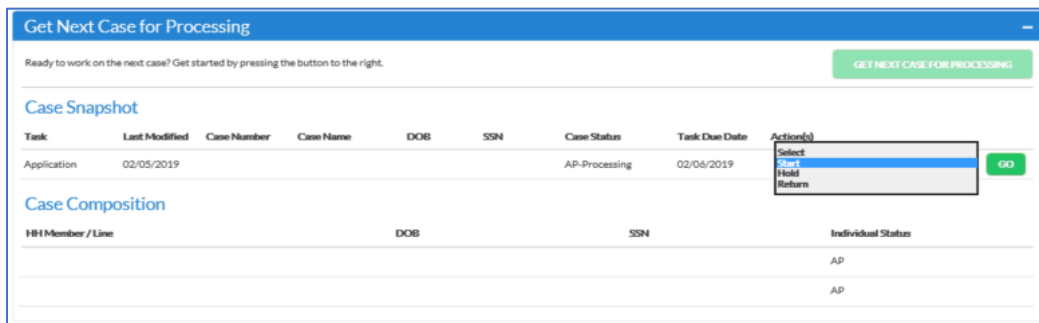 Get Next Case for Processing
Ready to work on the next case? Get started by pressing the button to the right.
GET NEXT CASE FOR PROCESSING
Case Snapshot
Task Last Modified Case Number Case Name DOB SSN Case Status Task Due Date Action(s)
Select
Application 02/05/2019 AP-Processing 02/06/2019 Start GO
Hold
Return
Case Composition
HH Member / Line DOB SSN Individual Status
AP
AP